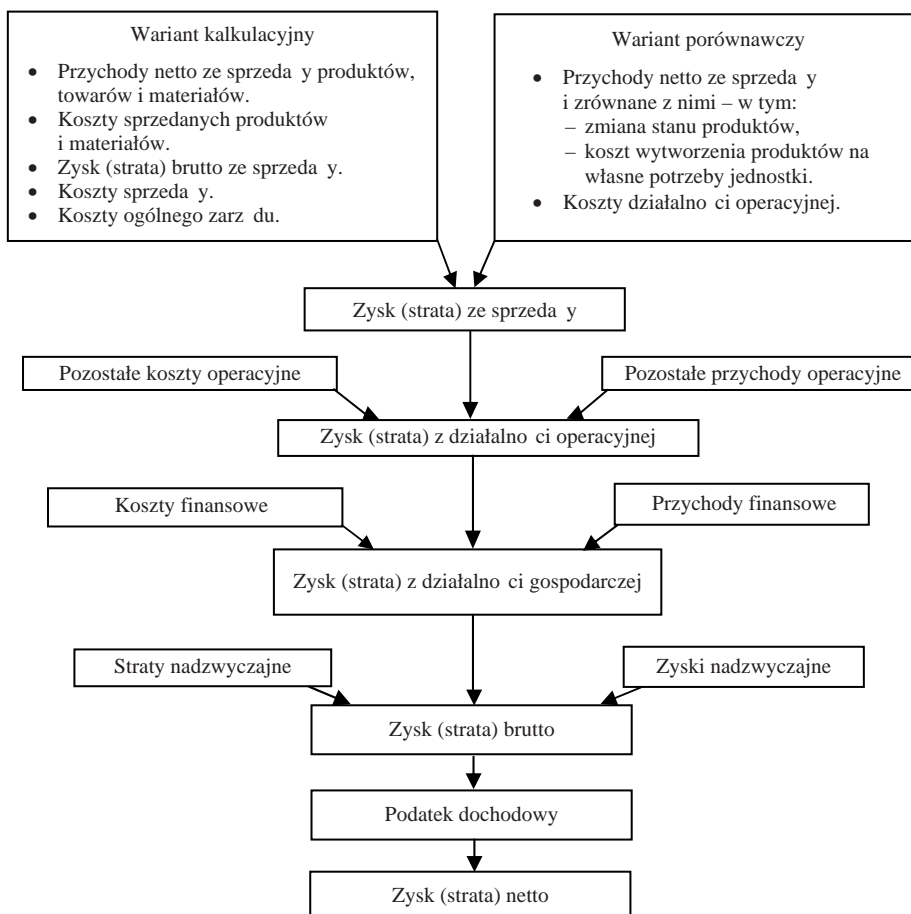 Wariant kalkulacyjny
• Przychody netto ze sprzeda y produktów,
towarów i materiałów.
• Koszty sprzedanych produktów
i materiałów.
• Zysk (strata) brutto ze sprzeda y.
• Koszty sprzeda y.
• Koszty ogólnego zarz du.
Wariant porównawczy
• Przychody netto ze sprzeda y
i zrównane z nimi – w tym:
– zmiana stanu produktów,
– koszt wytworzenia produktów na
własne potrzeby jednostki.
• Koszty działalno ci operacyjnej.
Zysk (strata) ze sprzeda y
Pozostałe koszty operacyjne
Pozostałe przychody operacyjne
Zysk (strata) z działalno ci operacyjnej
Koszty finansowe
Przychody finansowe
Zysk (strata) z działalno ci gospodarczej
Straty nadzwyczajne
Zyski nadzwyczajne
Zysk (strata) brutto
Podatek dochodowy
Zysk (strata) netto